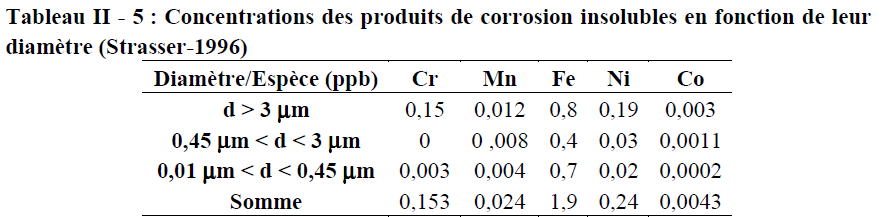 Tableau II - 5 : Concentrations des produits de corrosion insolubles en fonction de leur
diamètre (Strasser-1996)
Diamètre/Espèce (ppb) Cr Mn Fe Ni Co
d > 3 µm 0,15 0,012 0,8 0,19 0,003
0,45 µm < d < 3 µm 0 0 ,008 0,4 0,03 0,0011
0,01 µm < d < 0,45 µm 0,003 0,004 0,7 0,02 0,0002
Somme 0,153 0,024 1,9 0,24 0,0043